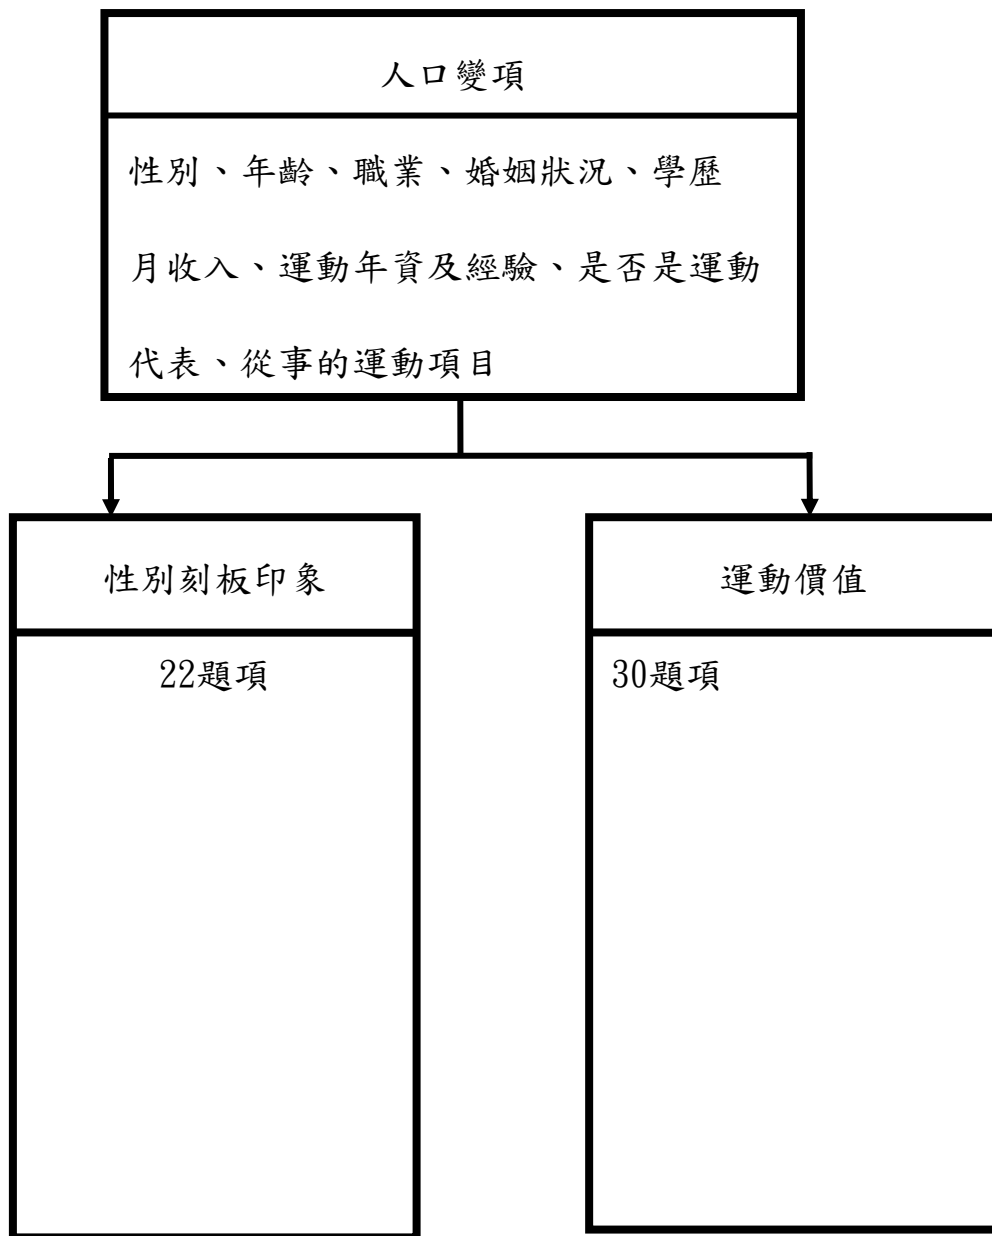 人口變項
性別、年齡、職業、婚姻狀況、學歷
月收入、運動年資及經驗、是否是運動
代表、從事的運動項目
性別刻板印象
22題項
運動價值
30題項